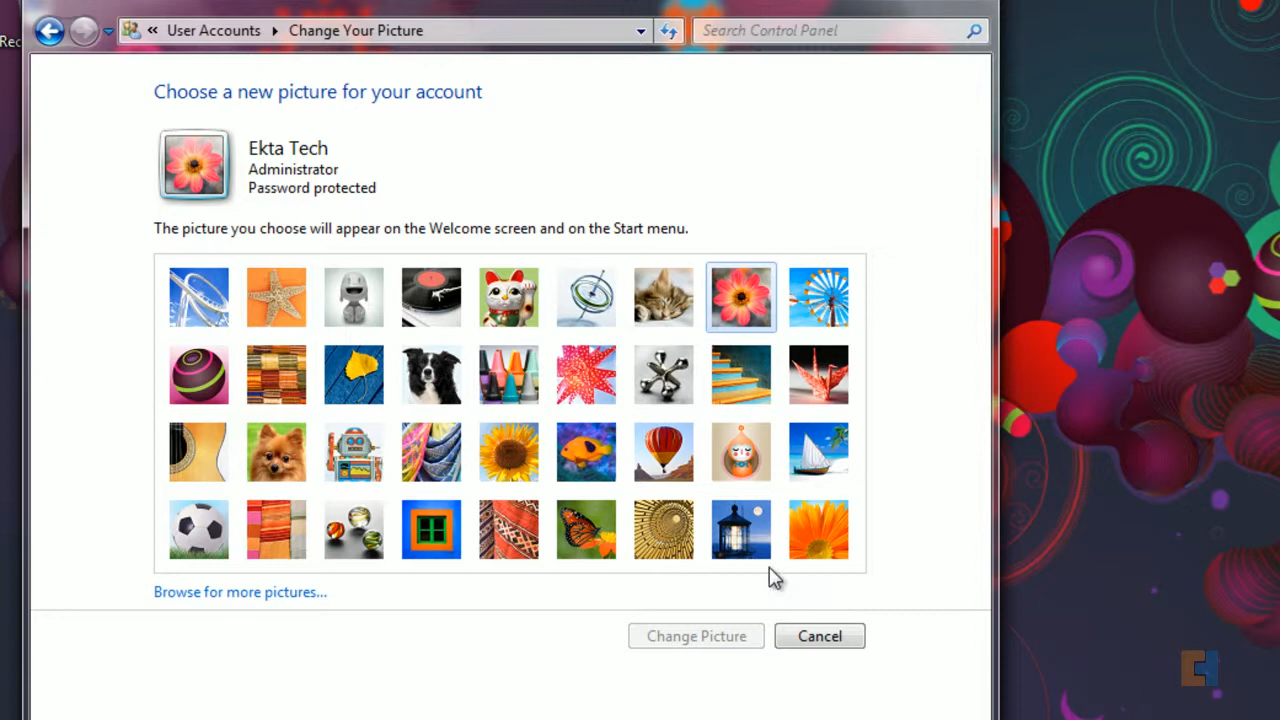 Rec
« User Accounts Change Your Picture
Search Control Panel
Choose a new picture for your account
Ekta Tech
Administrator
Password protected
The picture you choose will appear on the Welcome screen and on the Start menu.
Browse for more pictures...
Change Picture
Cancel